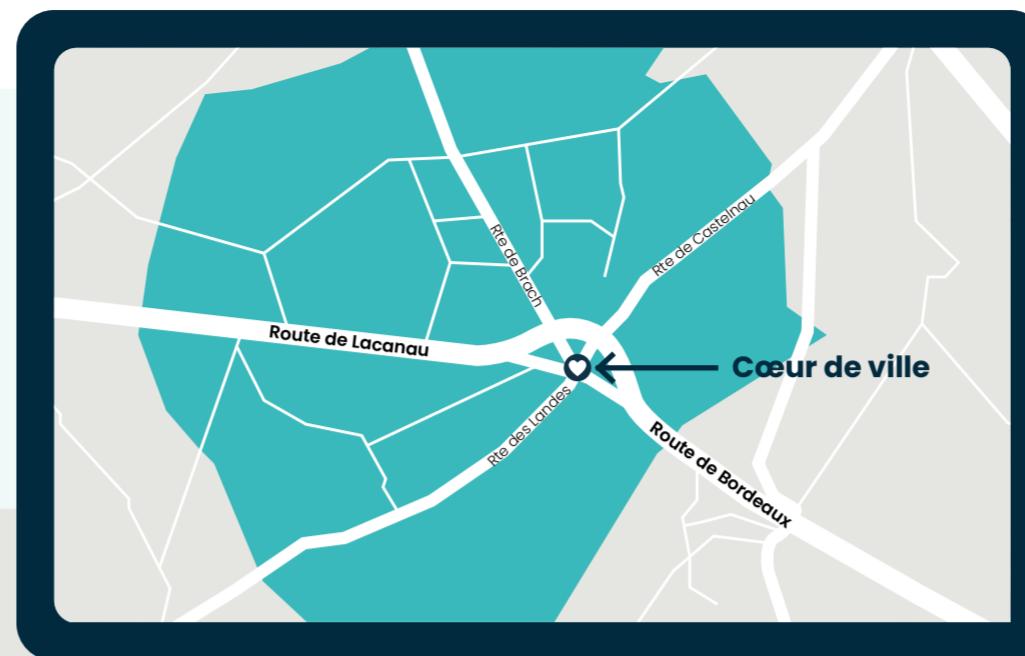 Rte de Brach
Rte de Castelnau
Route de Lacanau
Cœur de ville
Rte des Landes
Route de Bordeaux